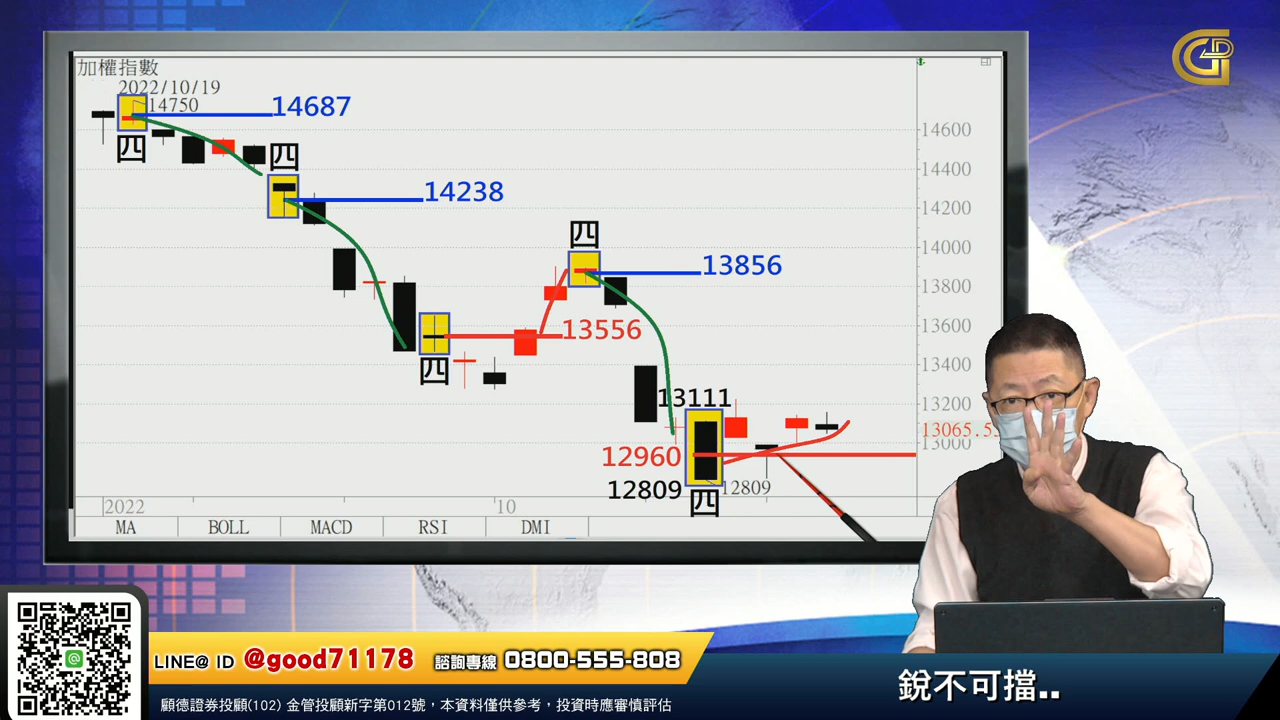 加權指數
2022/10/19
14750
14687
四
四
14238
四
13856
13556
四
13111
12960
12809
12809
四
14600
14400
14200
14000
13800
13600
13400
13200
13065.5
13000
2022
10
MA
BOLL
MACD
RSI
DMI
LINE@ ID @good71178 諮詢專線 0800-555-808
顧德證券投顧(102) 金管投顧新字第012號，本資料僅供參考，投資時應審慎評估
銳不可擋..